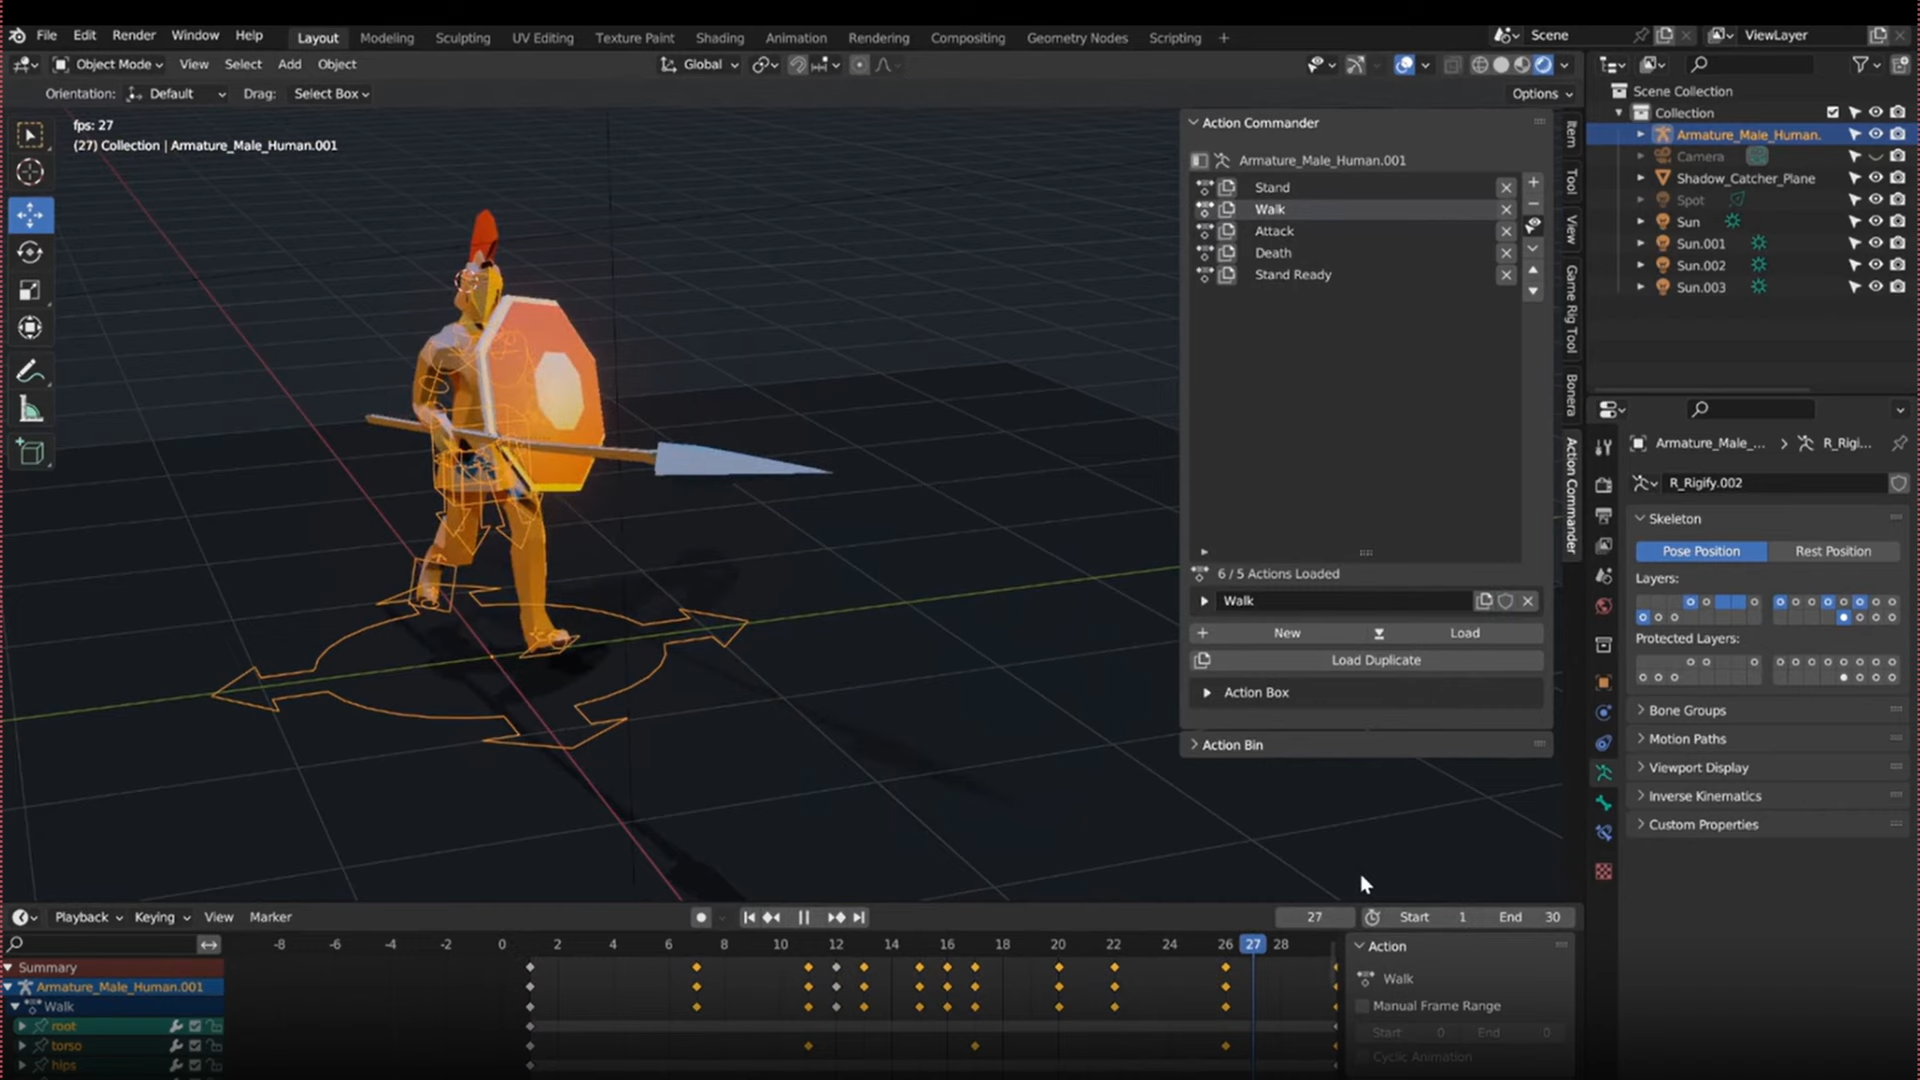 File Edit Render Window Help Layout Modeling Sculpting UV Editing Texture Paint Shading Animation Rendering Compositing Geometry Nodes Scripting + Scene ViewLayer
Object Mode View Select Add Object Global
Orientation: Default Drag: Select Box Options
fps: 27
(27) Collection | Armature_Male_Human.001
Action Commander
Armature_Male_Human.001
Stand
Walk
Attack
Death
Stand Ready
6 / 5 Actions Loaded
Walk
New Load
Load Duplicate
Action Box
Action Bin
Item
Tool
View
Game Rig Tool
Bonera
Action Commander
Scene Collection
Collection
Armature_Male_Human.
Camera
Shadow_Catcher_Plane
Spot
Sun
Sun.001
Sun.002
Sun.003
Armature_Male_... R_Rigi...
R_Rigify.002
Skeleton
Pose Position Rest Position
Layers:
Protected Layers:
Bone Groups
Motion Paths
Viewport Display
Inverse Kinematics
Custom Properties
Playback Keying View Marker 27 Start 1 End 30
-8 -6 -4 -2 0 2 4 6 8 10 12 14 16 18 20 22 24 26 27 28
Summary
Armature_Male_Human.001
Walk
root
torso
hips
Action
Walk
Manual Frame Range
Start: 0 End 0
Cyclic Animation